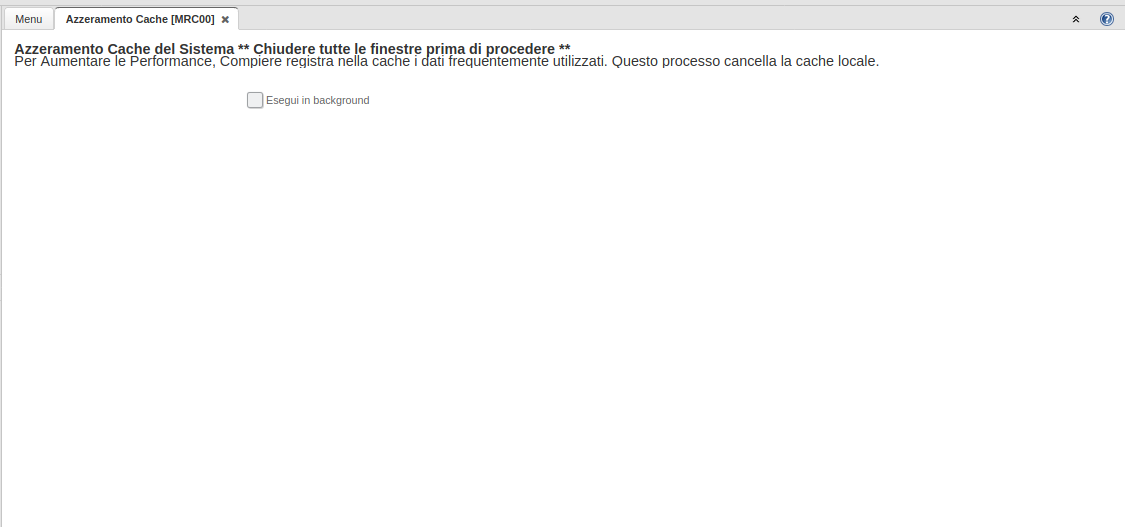 Menu
Azzeramento Cache [MRC00]
Azzeramento Cache del Sistema ** Chiudere tutte le finestre prima di procedere **
Per Aumentare le Performance, Compiere registra nella cache i dati frequentemente utilizzati. Questo processo cancella la cache locale.
Esegui in background